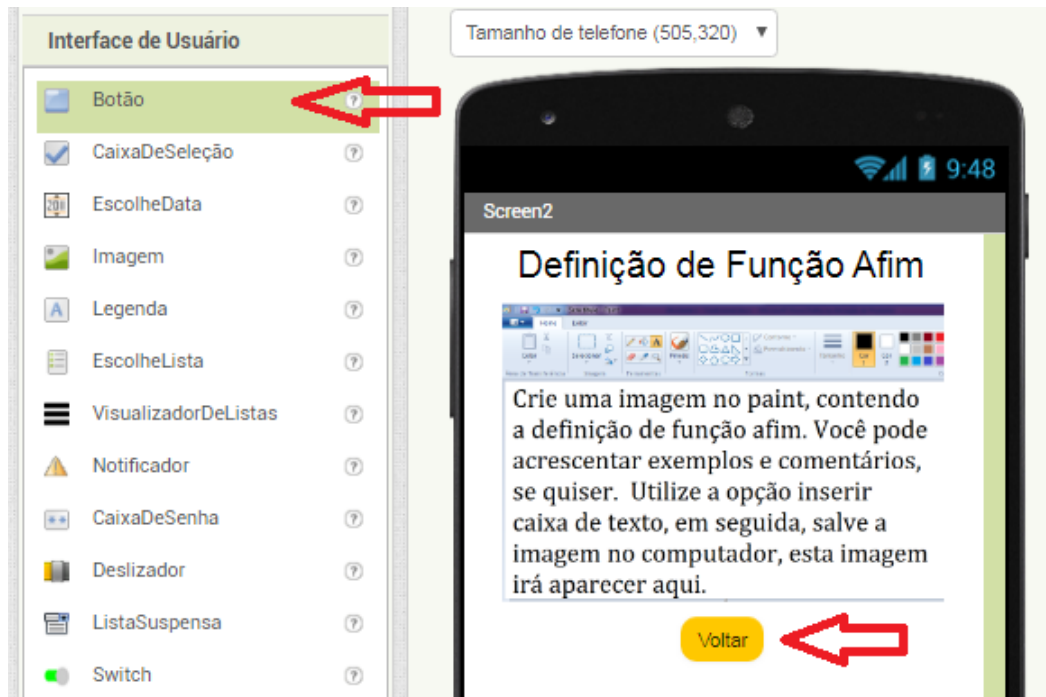 Interface de Usuário
Botão
CaixaDeSeleção
EscolheData
Imagem
Legenda
EscolheLista
VisualizadorDeListas
Notificador
CaixaDeSenha
Deslizador
ListaSuspensa
Switch
Tamanho de telefone (505,320)
9:48
Screen2
Definição de Função Afim
Crie uma imagem no paint, contendo
a definição de função afim. Você pode
acrescentar exemplos e comentários,
se quiser. Utilize a opção inserir
caixa de texto, em seguida, salve a
imagem no computador, esta imagem
irá aparecer aqui.
Voltar